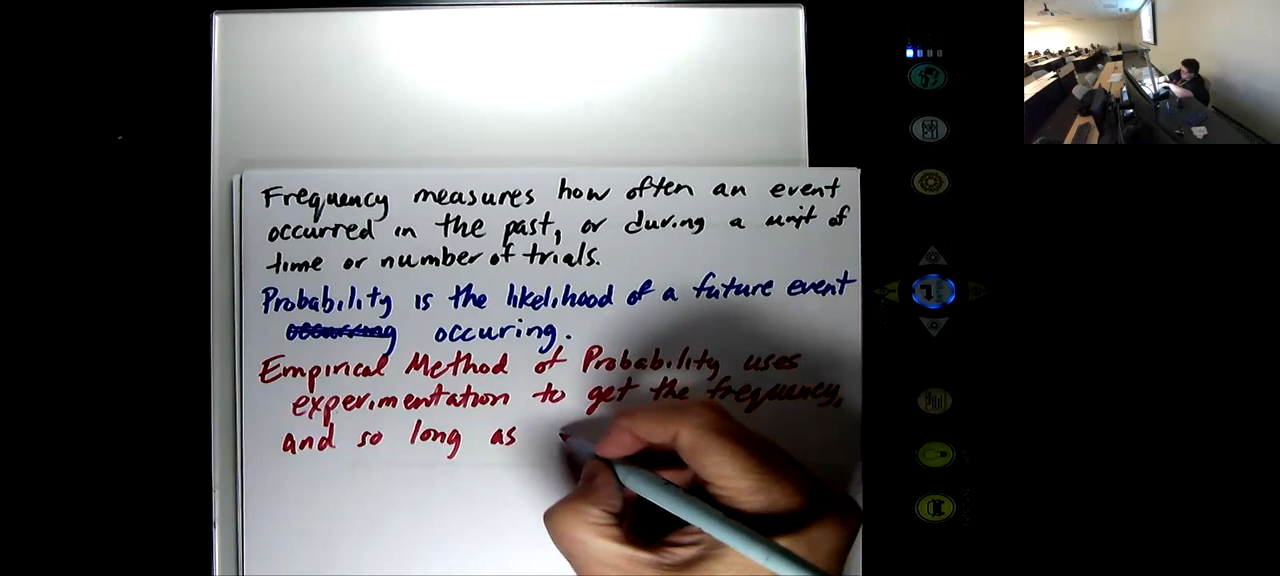 Frequency measures how often an event
occurred in the past, or during a unit of
time or number of trials.
Probability is the likelihood of a future event
occurring occuring.
Empirical Method of Probability uses
experimentation to get the frequency,
and so long as